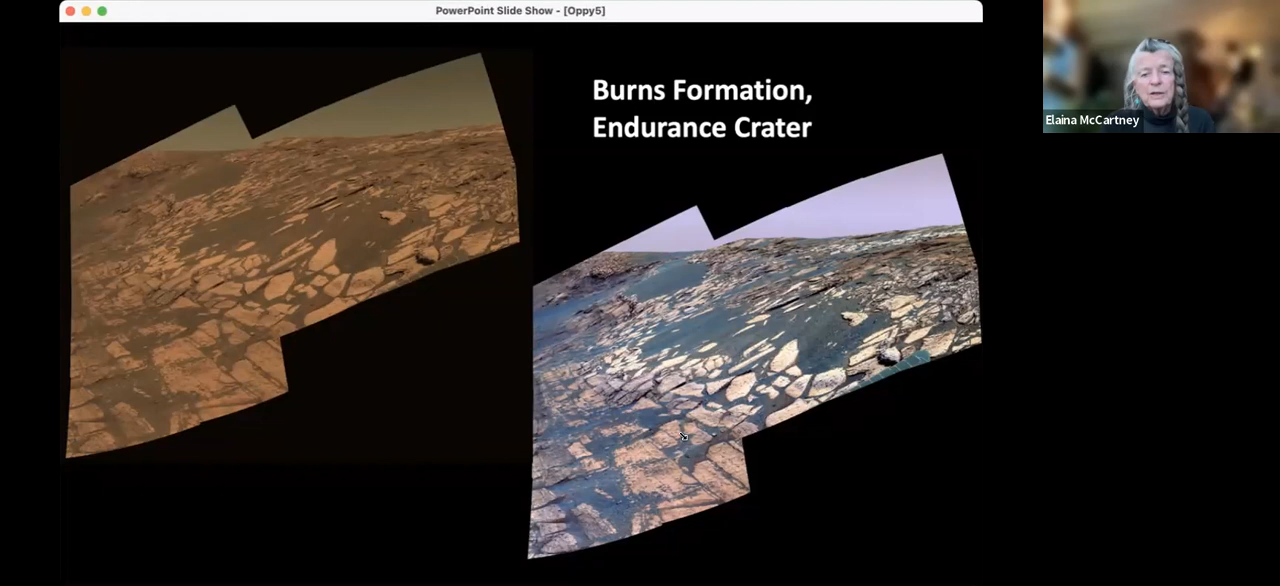 PowerPoint Slide Show - [Oppy5]
Burns Formation,
Endurance Crater
Elaina McCartney